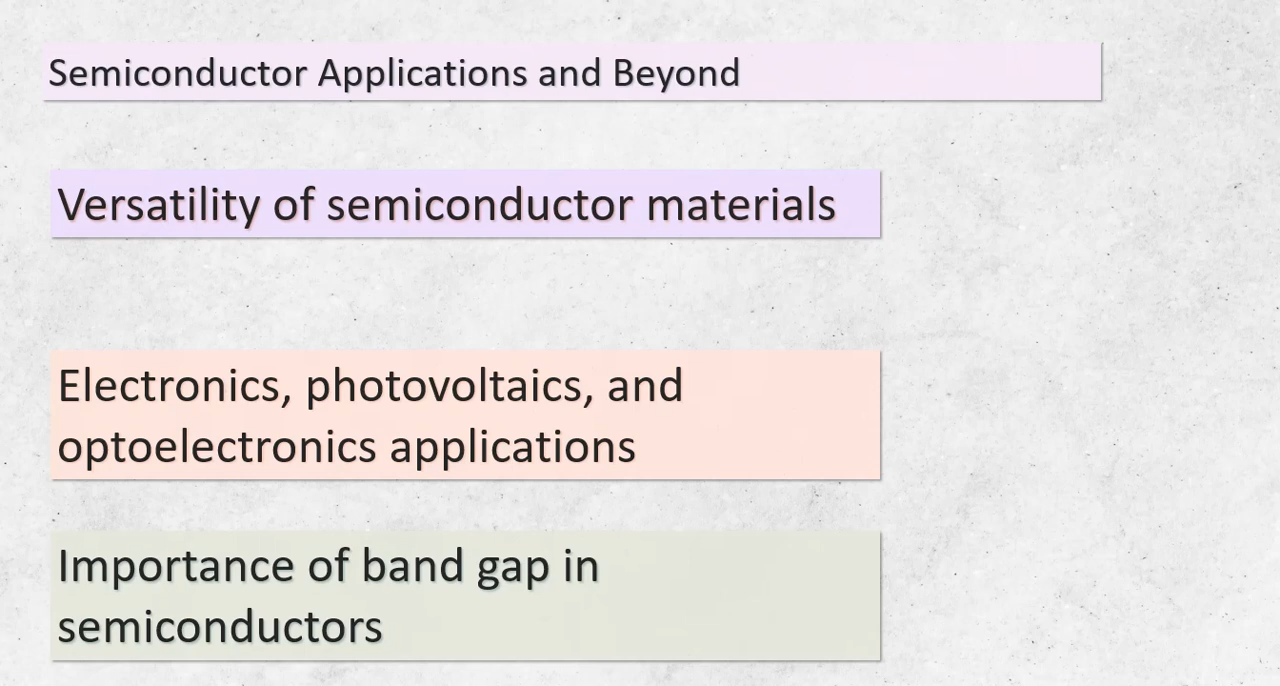 Semiconductor Applications and Beyond
Versatility of semiconductor materials
Electronics, photovoltaics, and
optoelectronics applications
Importance of band gap in
semiconductors